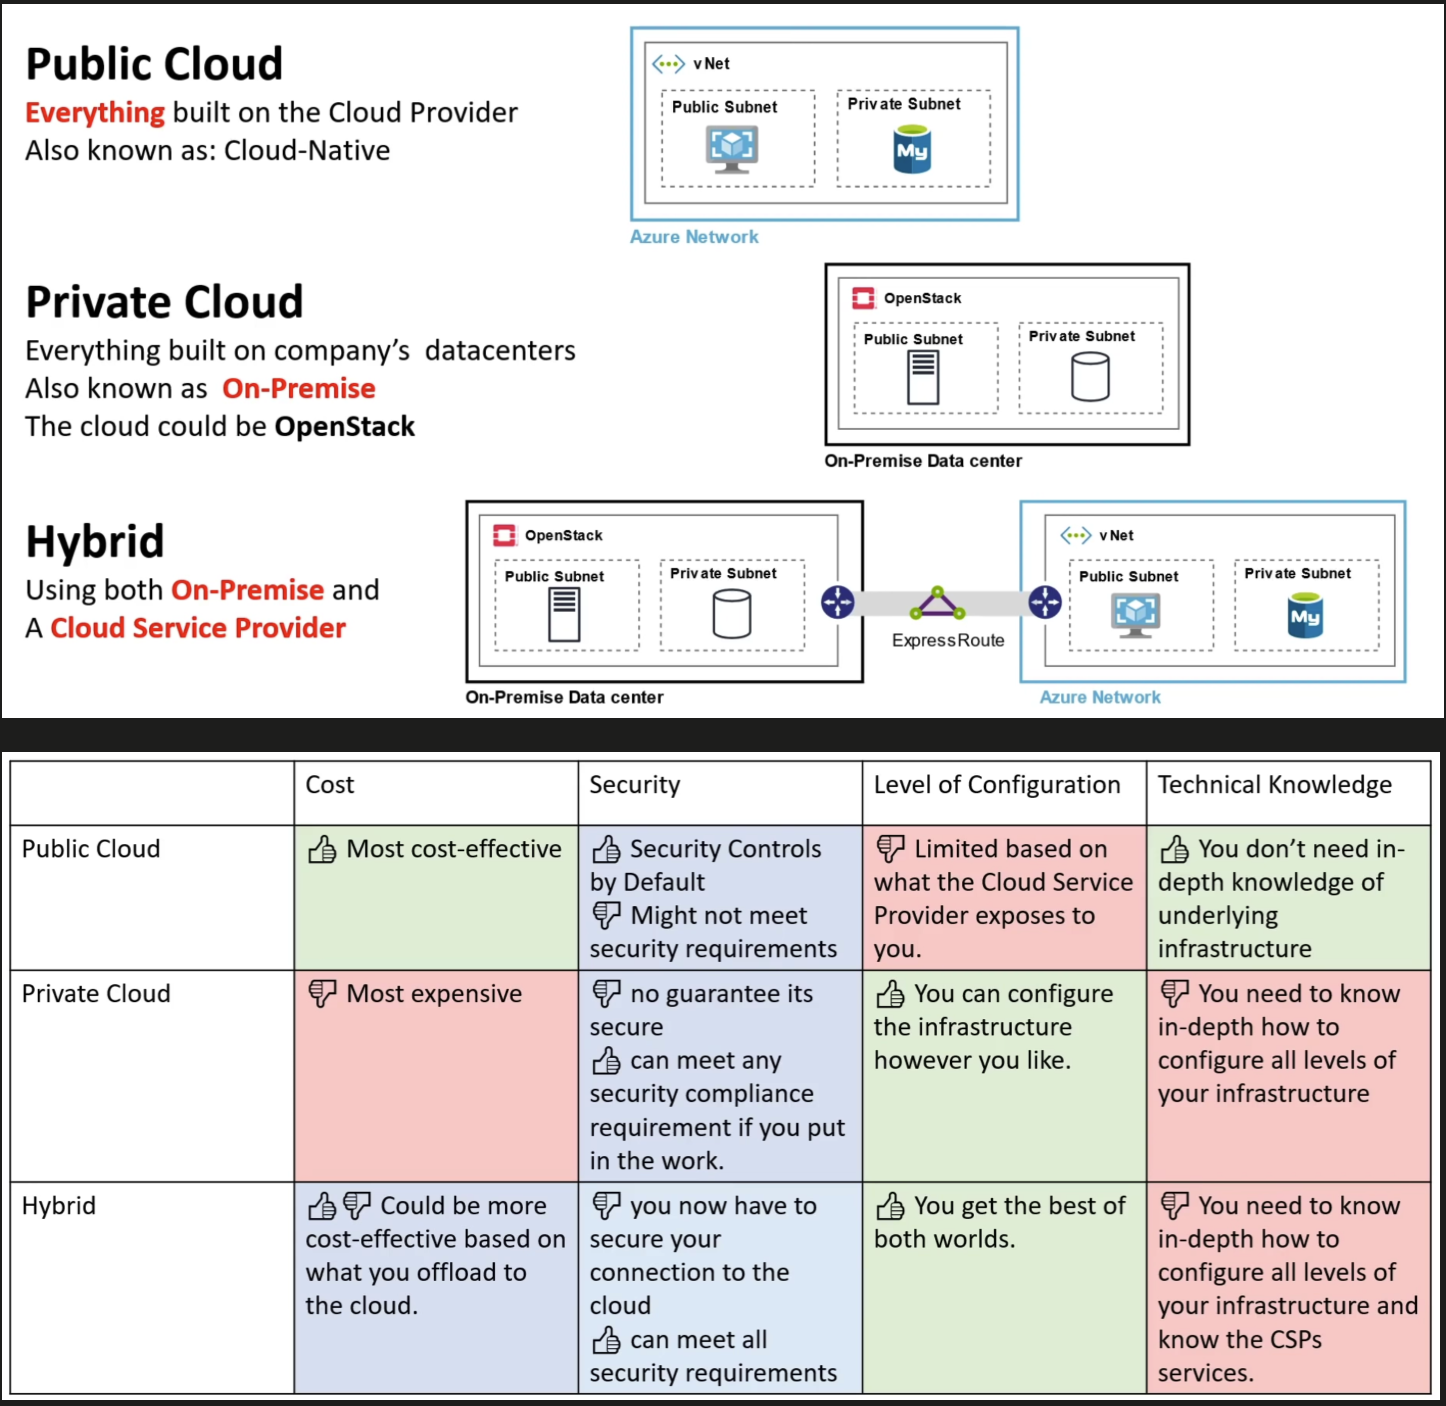 Public Cloud
Everything built on the Cloud Provider
Also known as: Cloud-Native
vNet
Public Subnet
Private Subnet
My
Azure Network
Private Cloud
Everything built on company's datacenters
Also known as On-Premise
The cloud could be OpenStack
OpenStack
Public Subnet
Private Subnet
On-Premise Data center
Hybrid
Using both On-Premise and
A Cloud Service Provider
OpenStack
Public Subnet
Private Subnet
On-Premise Data center
ExpressRoute
vNet
Public Subnet
Private Subnet
My
Azure Network
Cost
Security
Level of Configuration
Technical Knowledge
Public Cloud
Most cost-effective
Security Controls
by Default
Might not meet
security requirements
Limited based on
what the Cloud Service
Provider exposes to
you.
You don't need in-
depth knowledge of
underlying
infrastructure
Private Cloud
Most expensive
no guarantee its
secure
can meet any
security compliance
requirement if you put
in the work.
You can configure
the infrastructure
however you like.
You need to know
in-depth how to
configure all levels of
your infrastructure
Hybrid
Could be more
cost-effective based on
what you offload to
the cloud.
you now have to
secure your
connection to the
cloud
can meet all
security requirements
You get the best of
both worlds.
You need to know
in-depth how to
configure all levels of
your infrastructure and
know the CSPs
services.